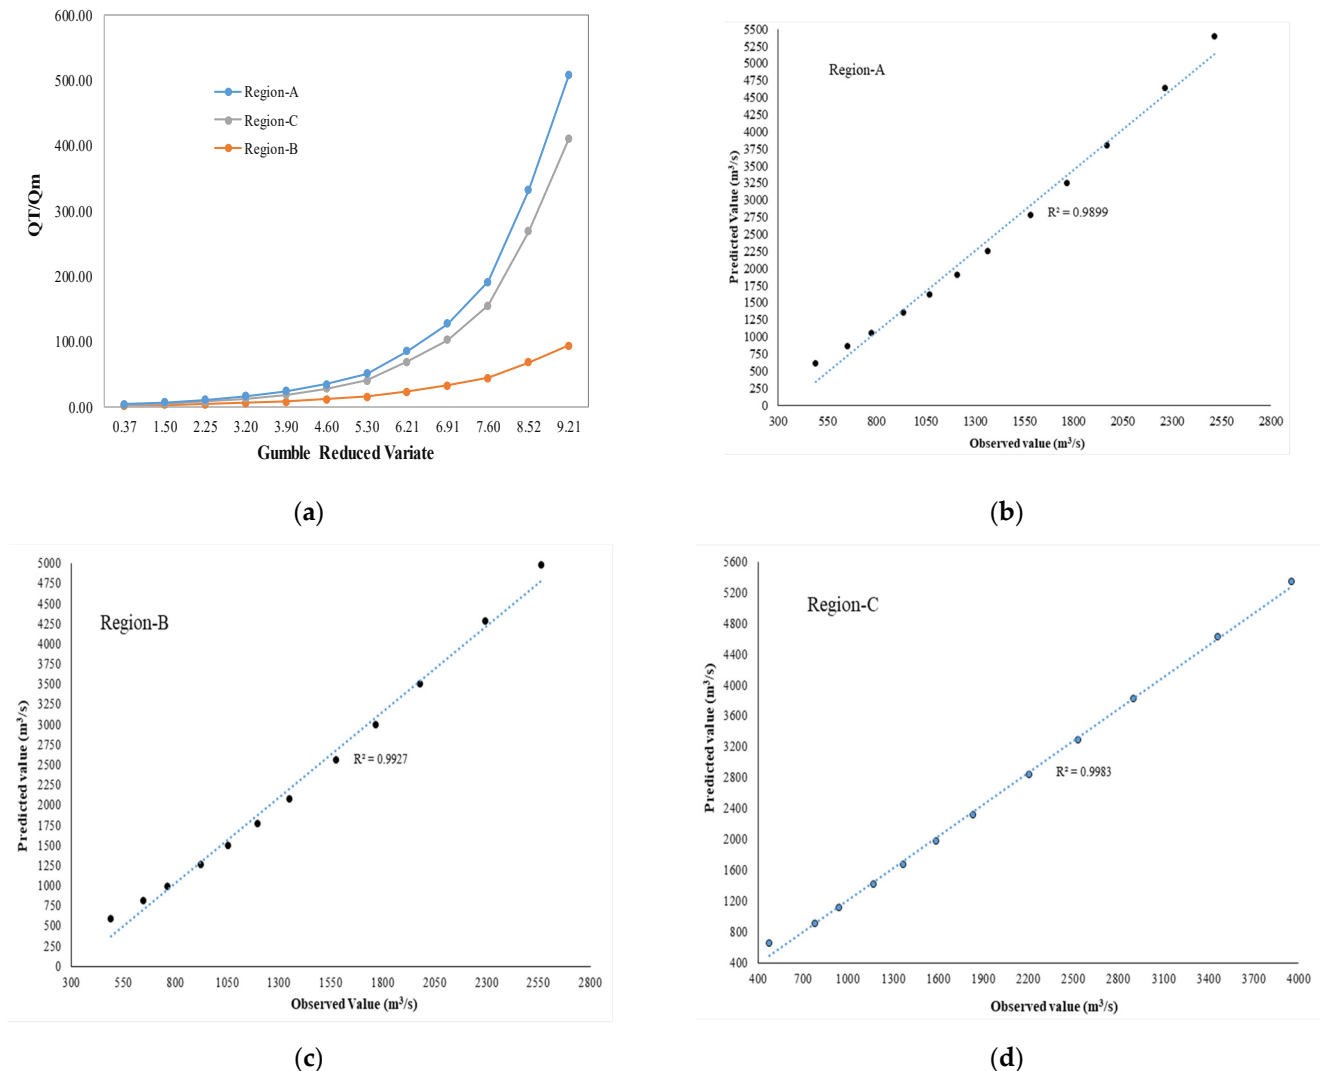 600.00
500.00
400.00
300.00
200.00
100.00
0.00
QT/Qm
Region-A
Region-C
Region-B
0.37 1.50 2.25 3.20 3.90 4.60 5.30 6.21 6.91 7.60 8.52 9.21
Gumble Reduced Variate
(a)
5500
5250
5000
4750
4500
4250
4000
3750
3500
3250
3000
2750
2500
2250
2000
1750
1500
1250
1000
750
500
250
0
Predicted Value (m³/s)
Region-A
R² = 0.9899
300 550 800 1050 1300 1550 1800 2050 2300 2550 2800
Observed value (m³/s)
(b)
5000
4750
4500
4250
4000
3750
3500
3250
3000
2750
2500
2250
2000
1750
1500
1250
1000
750
500
250
0
Predicted value (m³/s)
Region-B
R² = 0.9927
300 550 800 1050 1300 1550 1800 2050 2300 2550 2800
Observed Value (m³/s)
(c)
5600
5200
4800
4400
4000
3600
3200
2800
2400
2000
1600
1200
800
400
Predicted value (m³/s)
Region-C
R² = 0.9983
400 700 1000 1300 1600 1900 2200 2500 2800 3100 3400 3700 4000
Observed value (m³/s)
(d)